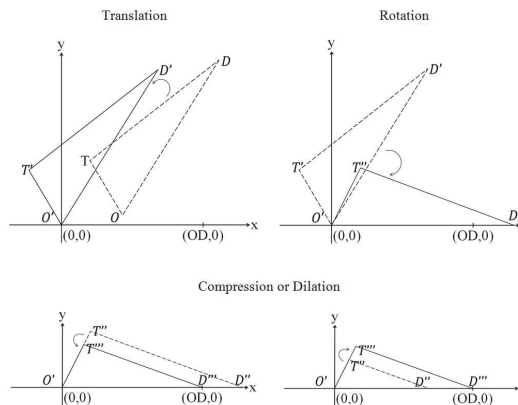 Translation
y
D'
D
T'
T
O'
O
x
(0,0)
(OD,0)
Rotation
y
D'
T'
T''
O'
D
(0,0)
(OD,0)
Compression or Dilation
y
T''
T'''
O'
D'''
D''
x
(0,0)
(OD,0)
y
T'''
T''
O'
D''
D'''
(0,0)
(OD,0)